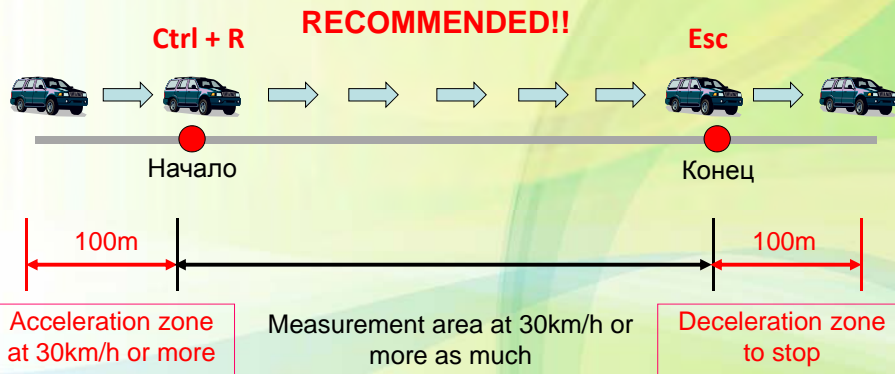 RECOMMENDED!!
Ctrl + R
Esc
Начало
Конец
100m
100m
Acceleration zone
at 30km/h or more
Measurement area at 30km/h or
more as much
Deceleration zone
to stop